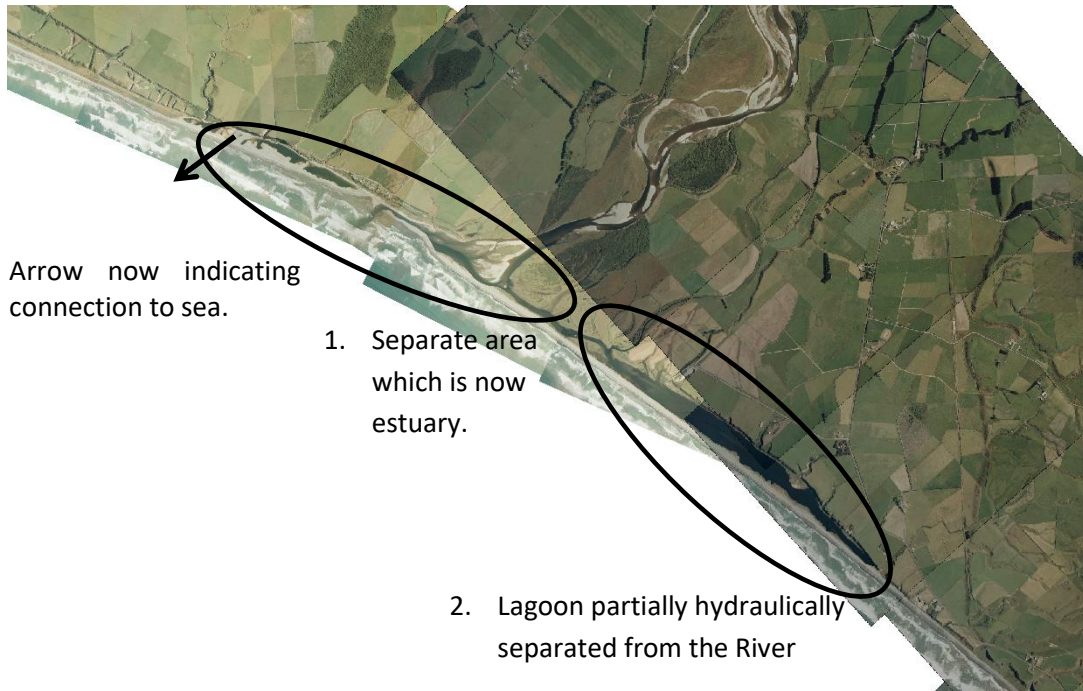 Arrow now indicating
connection to sea.
1. Separate area
which is now
estuary.
2. Lagoon partially hydraulically
separated from the River